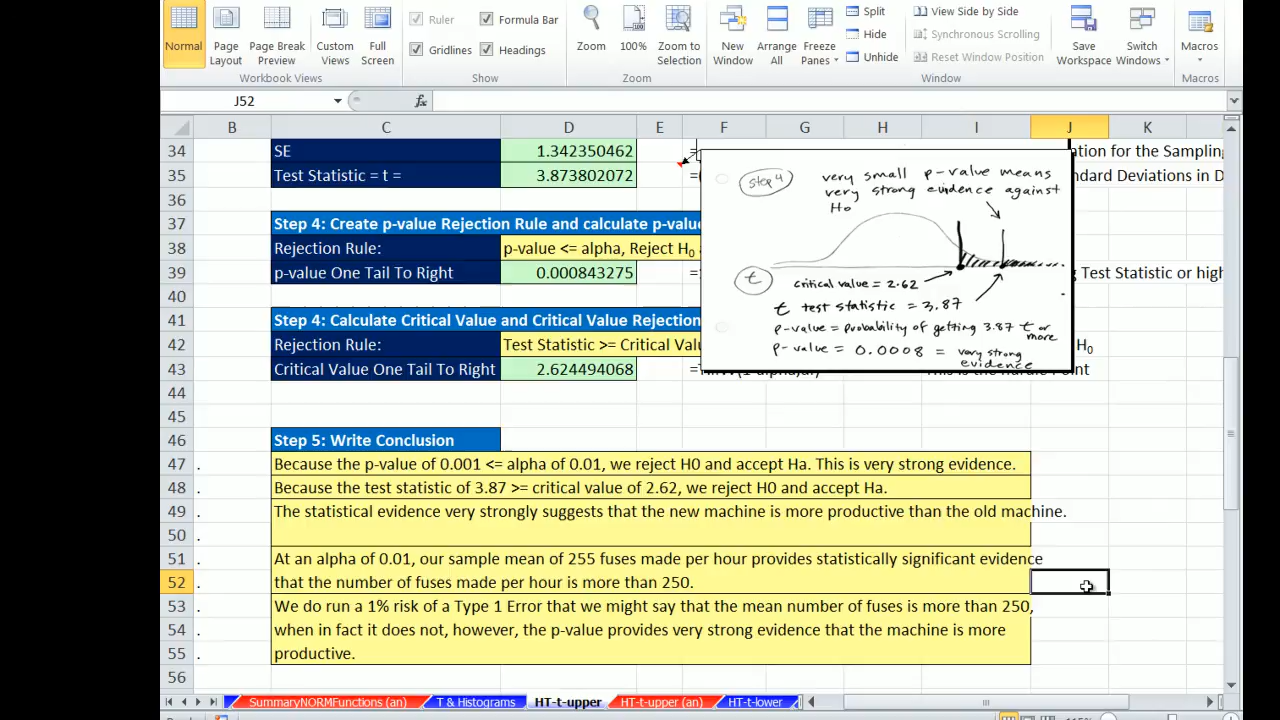 Normal
Page Layout
Page Break Preview
Custom Views
Full Screen
Workbook Views
Ruler
Formula Bar
Gridlines
Headings
Show
Zoom
100%
Zoom to Selection
Zoom
New Window
Arrange All
Freeze Panes
Split
Hide
Unhide
View Side by Side
Synchronous Scrolling
Reset Window Position
Window
Save Workspace
Switch Windows
Macros
Macros
J52
fx
B C D E F G H I J K
34 SE 1.342350462 ation for the Sampling
35 Test Statistic = t = 3.873802072 =( ndard Deviations in D
36
37 Step 4: Create p-value Rejection Rule and calculate p-value
38 Rejection Rule: p-value <= alpha, Reject H0
39 p-value One Tail To Right 0.000843275 Test Statistic or high
40
41 Step 4: Calculate Critical Value and Critical Value Rejection
42 Rejection Rule: Test Statistic >= Critical Val H0
43 Critical Value One Tail To Right 2.624494068 This is the Hurdle Point
44
45
46 Step 5: Write Conclusion
47 . Because the p-value of 0.001 <= alpha of 0.01, we reject H0 and accept Ha. This is very strong evidence.
48 . Because the test statistic of 3.87 >= critical value of 2.62, we reject H0 and accept Ha.
49 . The statistical evidence very strongly suggests that the new machine is more productive than the old machine.
50 .
51 . At an alpha of 0.01, our sample mean of 255 fuses made per hour provides statistically significant evidence
52 . that the number of fuses made per hour is more than 250.
53 . We do run a 1% risk of a Type 1 Error that we might say that the mean number of fuses is more than 250,
54 . when in fact it does not, however, the p-value provides very strong evidence that the machine is more
55 . productive.
56
step 4
very small p-value means
very strong evidence against
Ho
t
critical value = 2.62
t test statistic = 3.87
p-value = probability of getting 3.87 t or more
p-value = 0.0008 = very strong evidence
SummaryNORMFunctions (an) T & Histograms HT-t-upper HT-t-upper (an) HT-t-lower